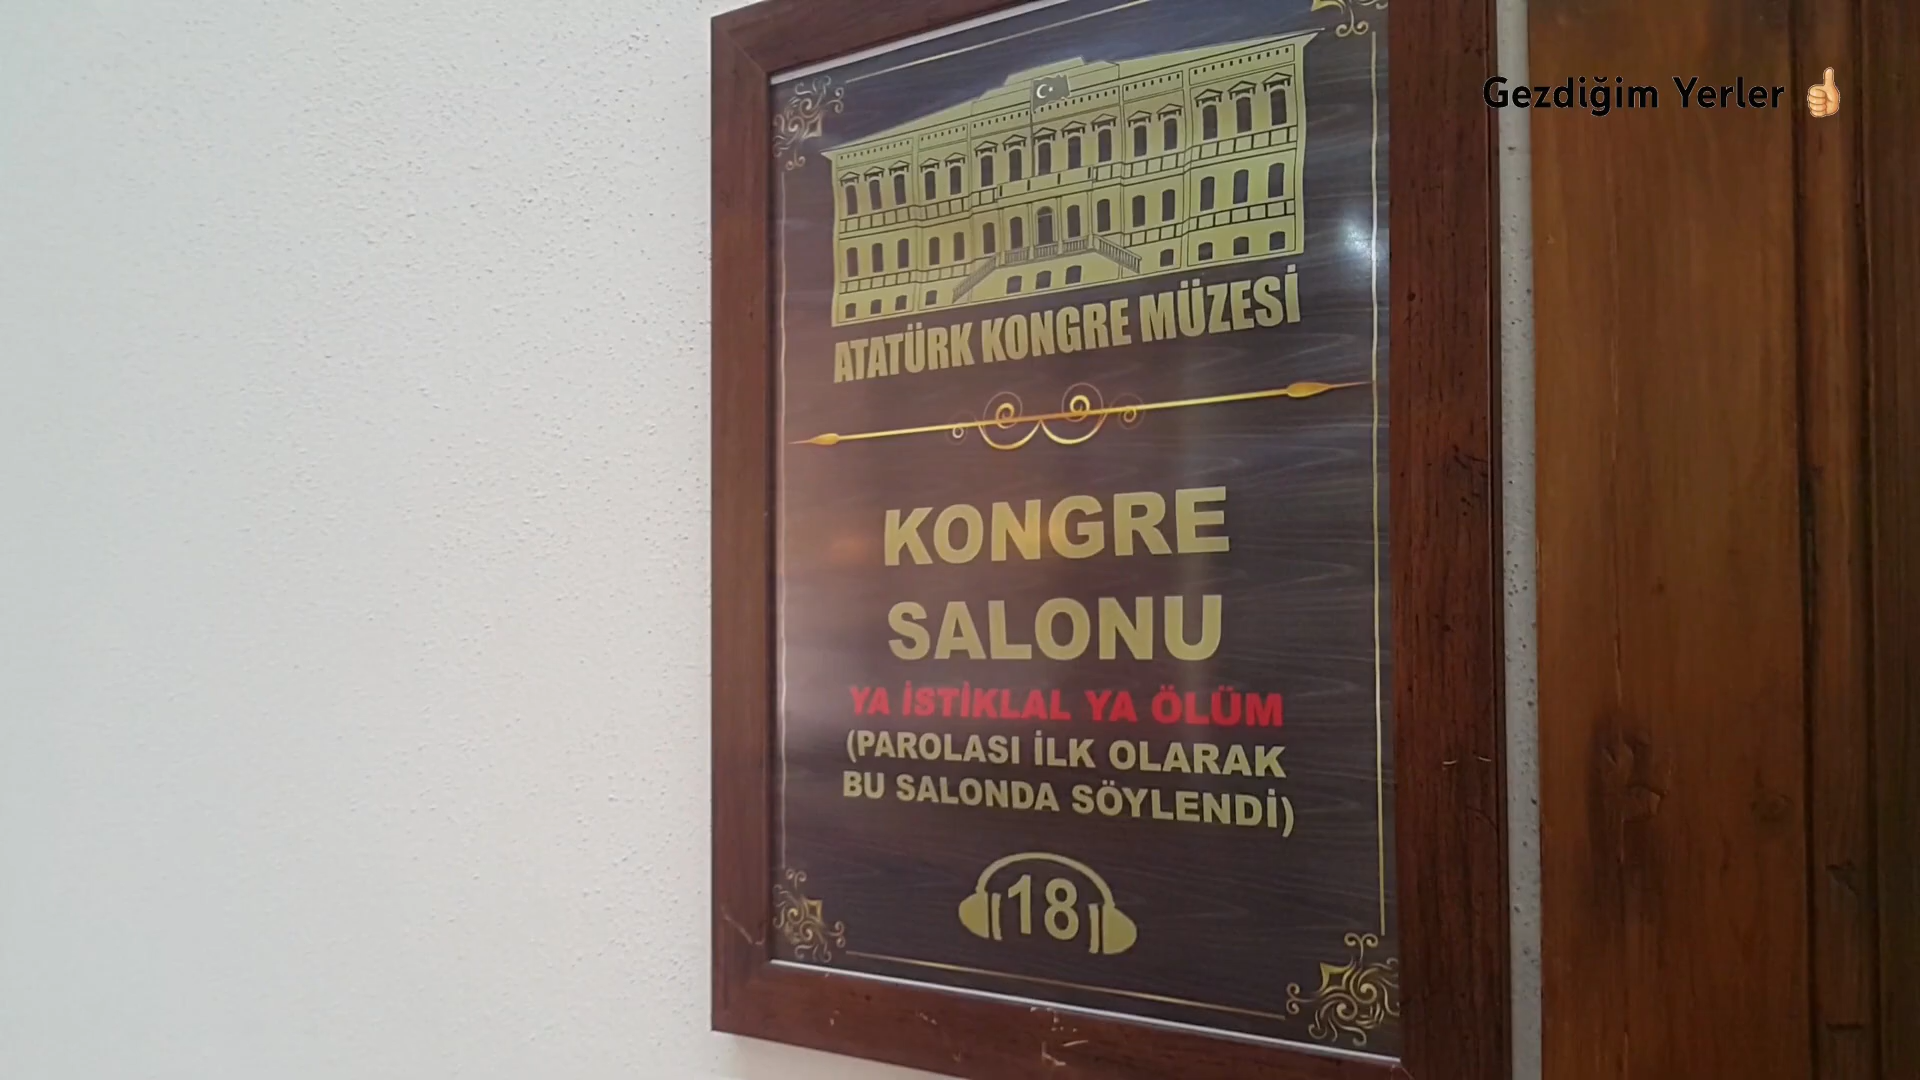 Gezdiğim Yerler 👍
ATATÜRK KONGRE MÜZESİ
KONGRE
SALONU
YA İSTİKLAL YA ÖLÜM
(PAROLASI İLK OLARAK
BU SALONDA SÖYLENDİ)
18